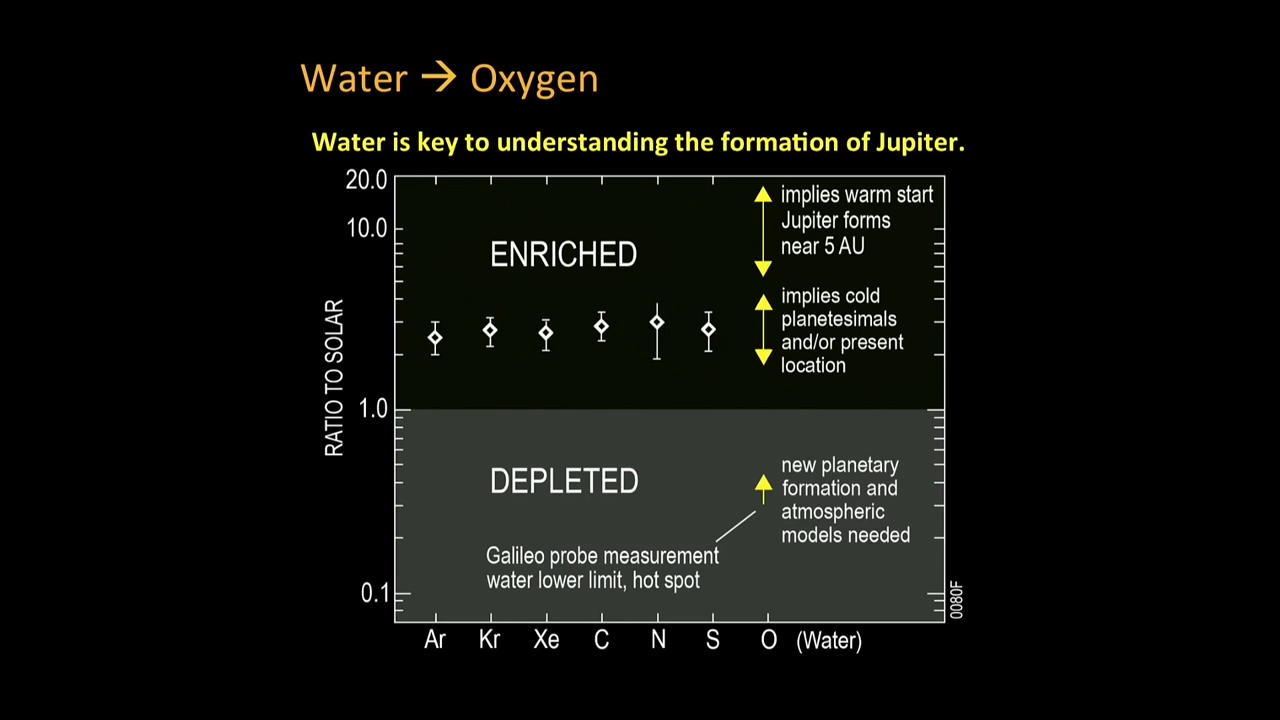 Water → Oxygen
Water is key to understanding the formation of Jupiter.
20.0
10.0
1.0
0.1
RATIO TO SOLAR
ENRICHED
implies warm start
Jupiter forms
near 5 AU
implies cold
planetesimals
and/or present
location
DEPLETED
new planetary
formation and
atmospheric
models needed
Galileo probe measurement
water lower limit, hot spot
0080F
Ar Kr Xe C N S O (Water)